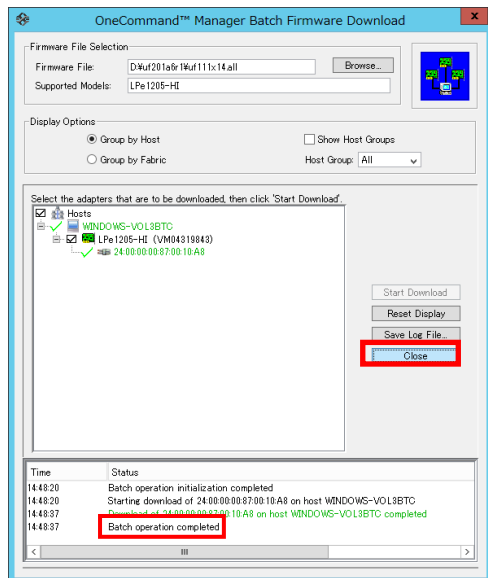 OneCommand™ Manager Batch Firmware Download
x
Firmware File Selection
Firmware File: D:¥uf201a6r1¥uf111x14.all Browse...
Supported Models: LPe1205-HI
Display Options
Group by Host Show Host Groups
Group by Fabric Host Group: All
Select the adapters that are to be downloaded, then click 'Start Download'.
Hosts
WINDOWS-VOL3BTC
LPe1205-HI (VM04319843)
24:00:00:00:87:00:10:A8
Start Download
Reset Display
Save Log File...
Close
Time Status
14:48:20 Batch operation initialization completed
14:48:20 Starting download of 24:00:00:00:87:00:10:A8 on host WINDOWS-VOL3BTC
14:48:37 Download of 24:00:00:00:87:00:10:A8 on host WINDOWS-VOL3BTC completed
14:48:37 Batch operation completed